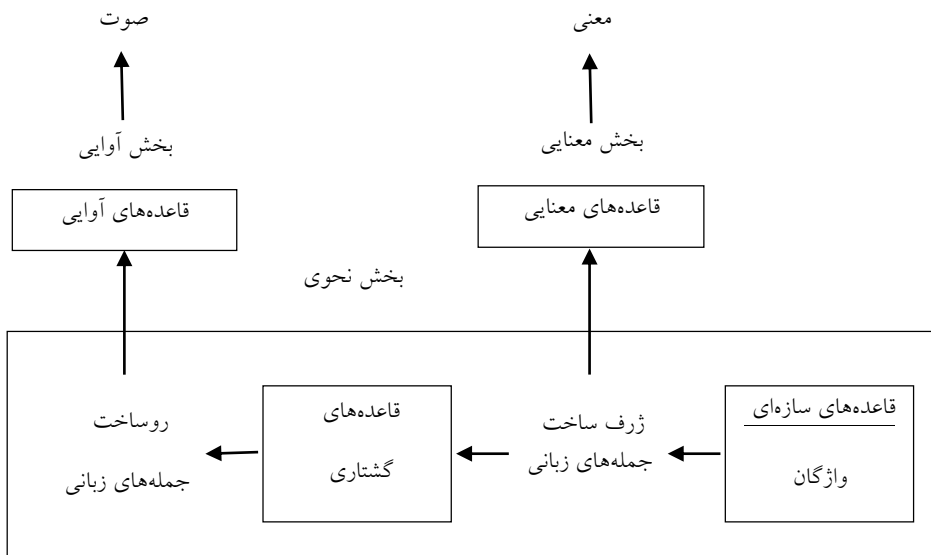 معنی
صوت
بخش معنایی
بخش آوایی
قاعده‌های معنایی
قاعده‌های آوایی
بخش نحوی
قاعده‌های سازه‌ای
واژگان
ژرف ساخت
جمله‌های زبانی
قاعده‌های
گشتاری
روساخت
جمله‌های زبانی